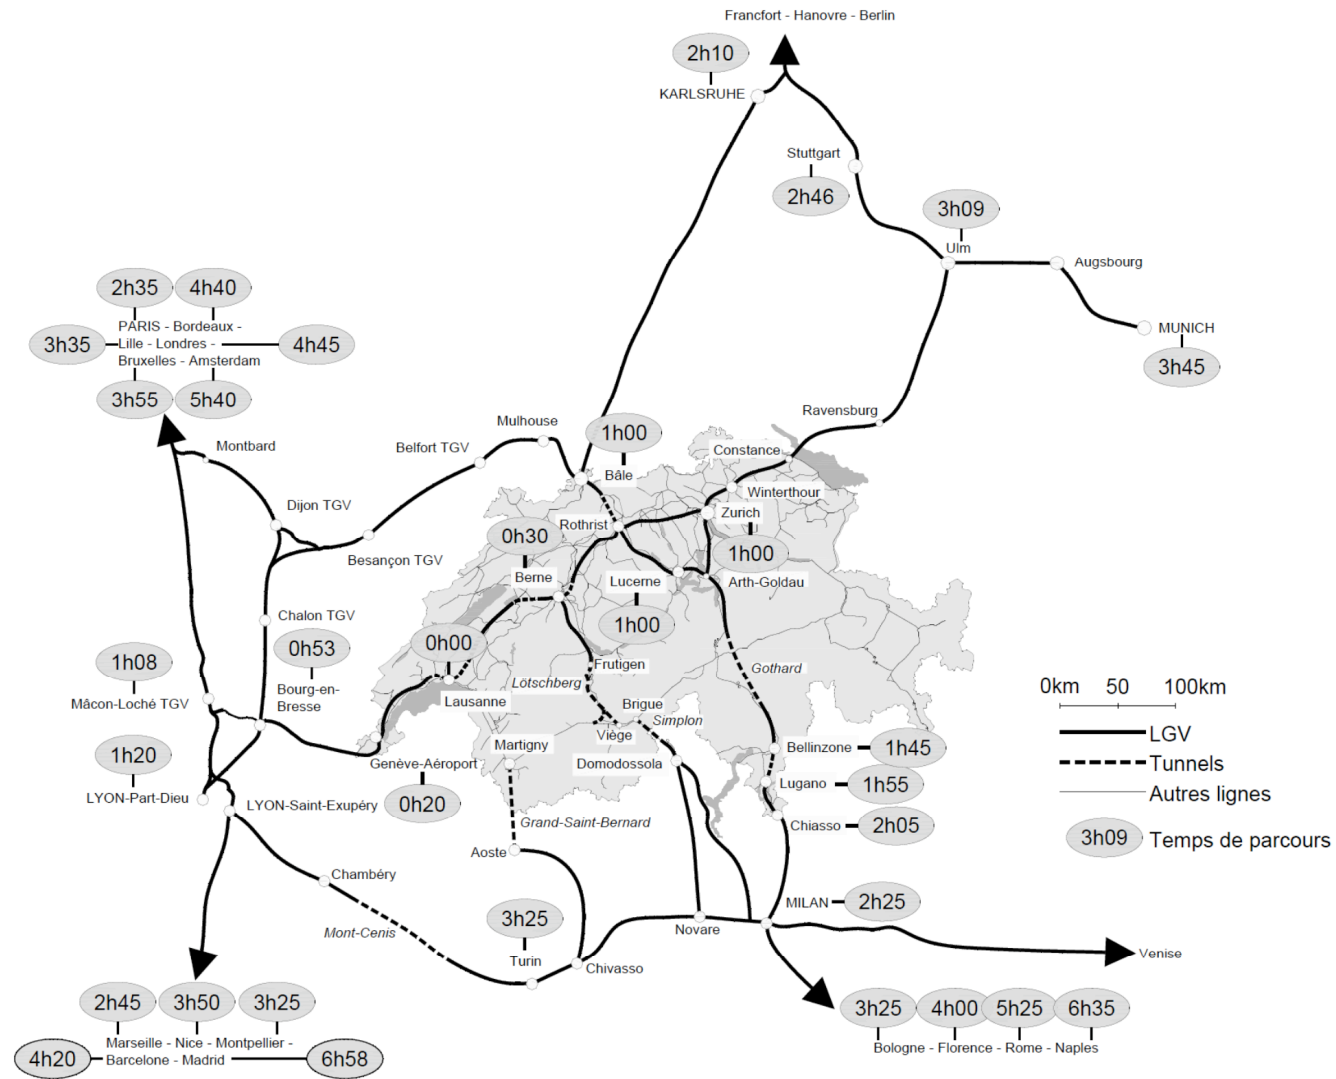 Francfort - Hanovre - Berlin
2h10
KARLSRUHE
Stuttgart
2h46
3h09
Ulm
Augsbourg
MUNICH
3h45
2h35
4h40
PARIS - Bordeaux -
3h35
Lille - Londres -
4h45
Bruxelles - Amsterdam
3h55
5h40
Montbard
Mulhouse
Belfort TGV
1h00
Bâle
Ravensburg
Constance
Winterthour
Dijon TGV
Zurich
Rothrist
0h30
1h00
Besançon TGV
Berne
Lucerne
Arth-Goldau
Chalon TGV
1h00
0h53
0h00
1h08
Bourg-en-
Bresse
Frutigen
Gothard
Lötschberg
Mâcon-Loché TGV
Lausanne
Brigue
Simplon
0km 50 100km
Viège
LGV
Martigny
Bellinzone
1h45
1h20
Genève-Aéroport
Domodossola
Tunnels
Lugano
1h55
LYON-Part-Dieu
LYON-Saint-Exupéry
0h20
Autres lignes
Grand-Saint-Bernard
Chiasso
2h05
3h09
Temps de parcours
Aoste
Chambéry
MILAN
2h25
3h25
Mont-Cenis
Novare
Turin
Chivasso
Venise
2h45
3h50
3h25
3h25
4h00
5h25
6h35
Marseille - Nice - Montpellier -
Bologne - Florence - Rome - Naples
4h20
Barcelone - Madrid
6h58